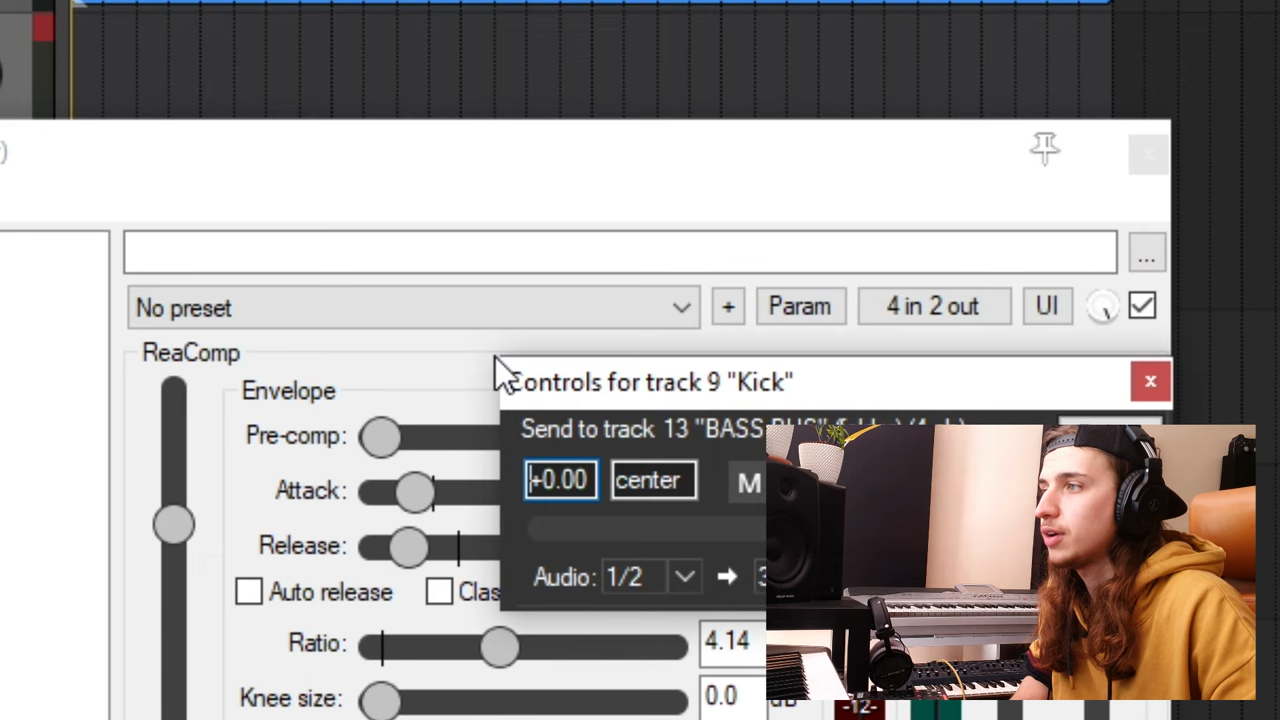 )
x
...
No preset
+
Param
4 in 2 out
UI
ReaComp
Controls for track 9 "Kick"
x
Envelope
Send to track 13 "BASS BUS"
Pre-comp:
+0.00
center
M
Attack:
Release:
Audio:
1/2
Auto release
Clas
Ratio:
4.14
Knee size:
0.0
dB
-12-